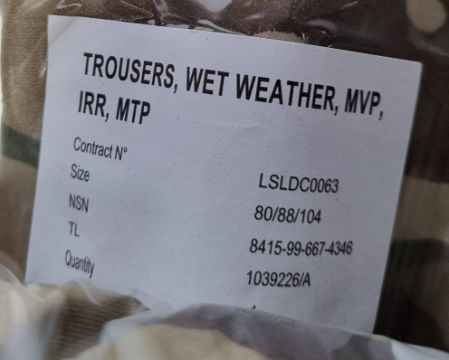 TROUSERS, WET WEATHER, MVP,
IRR, MTP
Contract N° LSLDC0063
Size 80/88/104
NSN 8415-99-667-4346
TL 1039226/A
Quantity